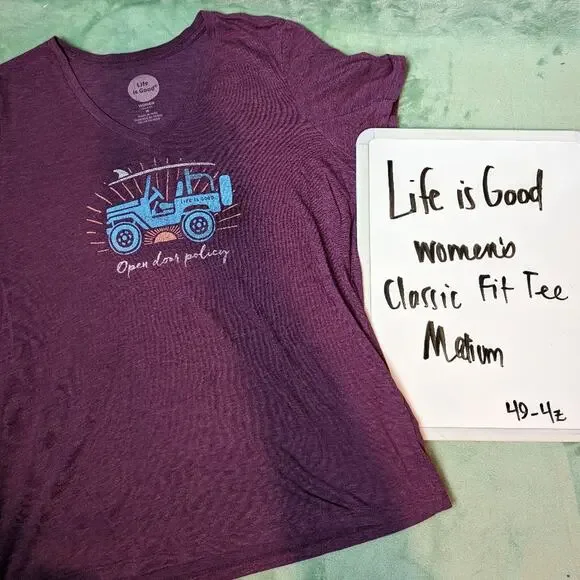 Life
is Good®
WOMEN
M
LIFE IS GOOD
Open door policy
Life is Good
Women's
Classic Fit Tee
Medium
49-4z